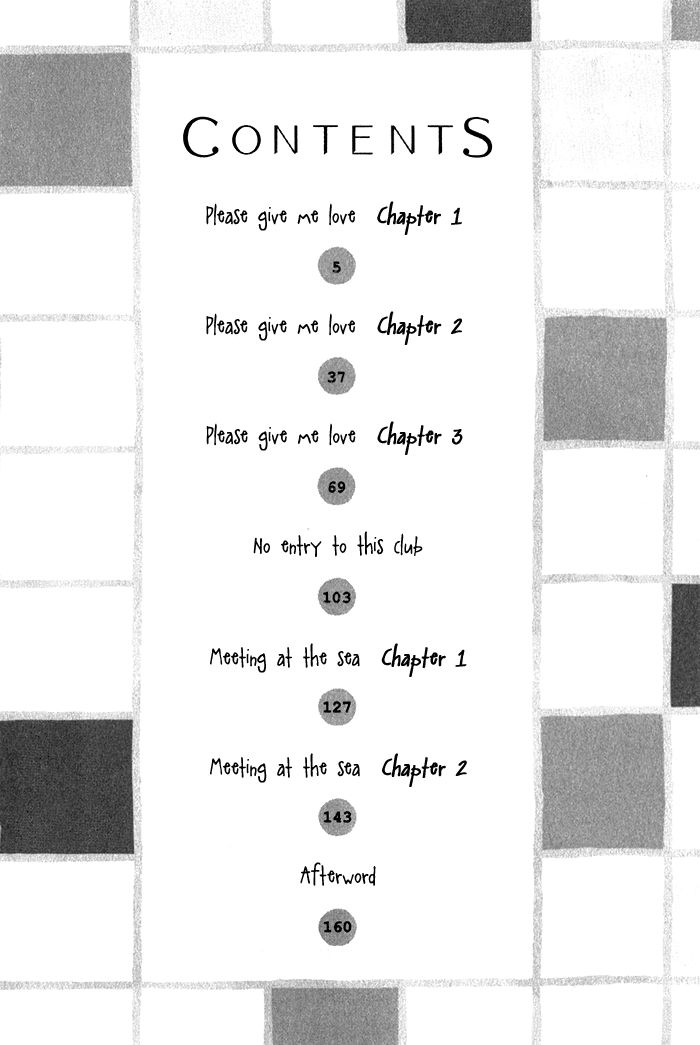 CONTENTS
Please give me love Chapter 1
5
Please give me love Chapter 2
37
Please give me love Chapter 3
69
No entry to this club
103
Meeting at the sea Chapter 1
127
Meeting at the sea Chapter 2
143
Afterword
160